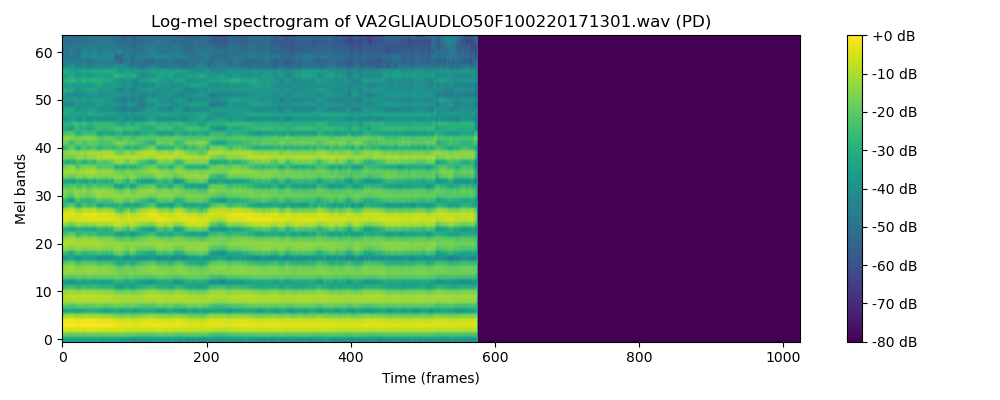 Log-mel spectrogram of VA2GLIAUDLO50F100220171301.wav (PD)
Mel bands
60
50
40
30
20
10
0
0 200 400 600 800 1000
Time (frames)
+0 dB
-10 dB
-20 dB
-30 dB
-40 dB
-50 dB
-60 dB
-70 dB
-80 dB